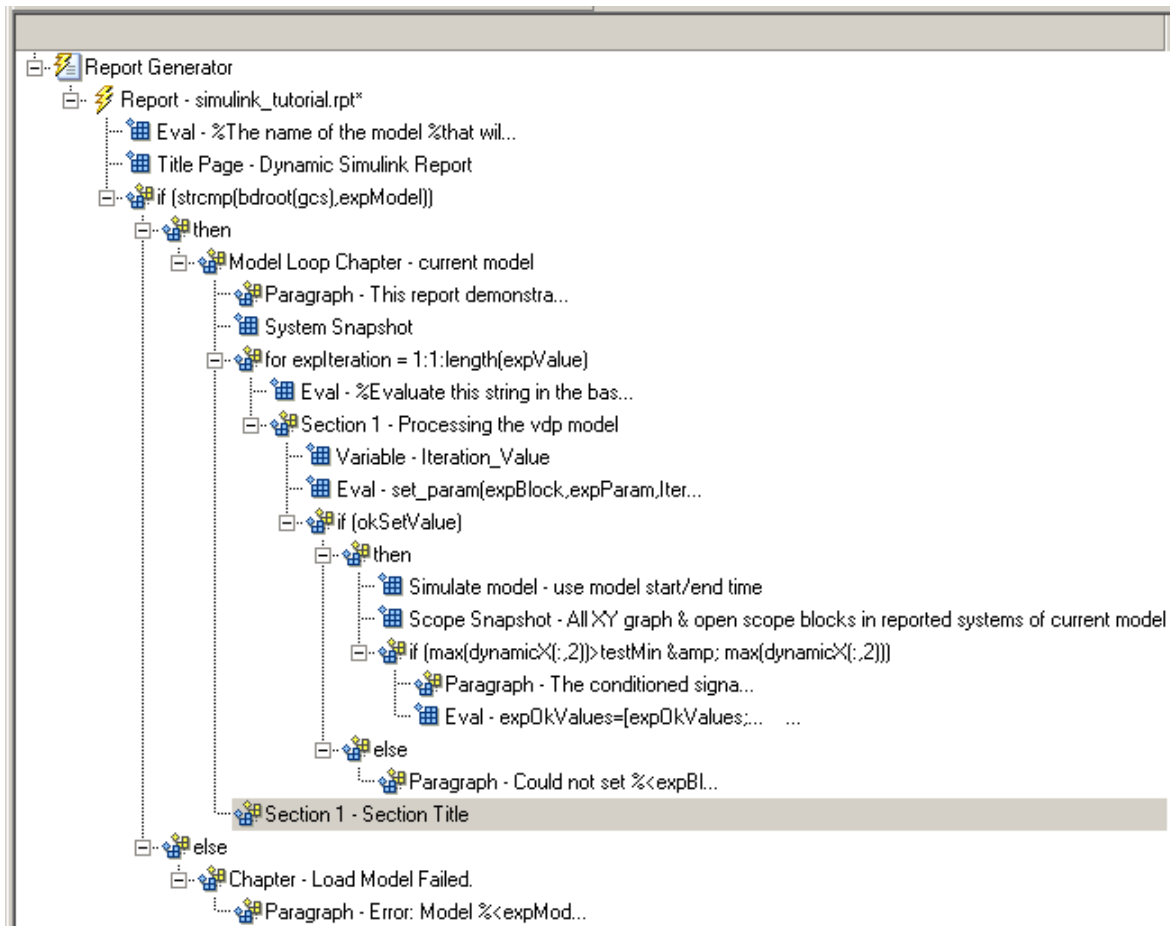 Report Generator
Report - simulink_tutorial.rpt*
Eval - %The name of the model %that wil...
Title Page - Dynamic Simulink Report
if (strcmp(bdroot(gcs),expModel))
then
Model Loop Chapter - current model
Paragraph - This report demonstra...
System Snapshot
for expIteration = 1:1:length(expValue)
Eval - %Evaluate this string in the bas...
Section 1 - Processing the vdp model
Variable - Iteration_Value
Eval - set_param(expBlock,expParam,Iter...
if (okSetValue)
then
Simulate model - use model start/end time
Scope Snapshot - All XY graph & open scope blocks in reported systems of current model
if (max(dynamicX(:,2))>testMin &amp; max(dynamicX(:,2)))
Paragraph - The conditioned signa...
Eval - expOkValues=[expOkValues;... ...
else
Paragraph - Could not set %<expBl...
Section 1 - Section Title
else
Chapter - Load Model Failed.
Paragraph - Error: Model %<expMod...